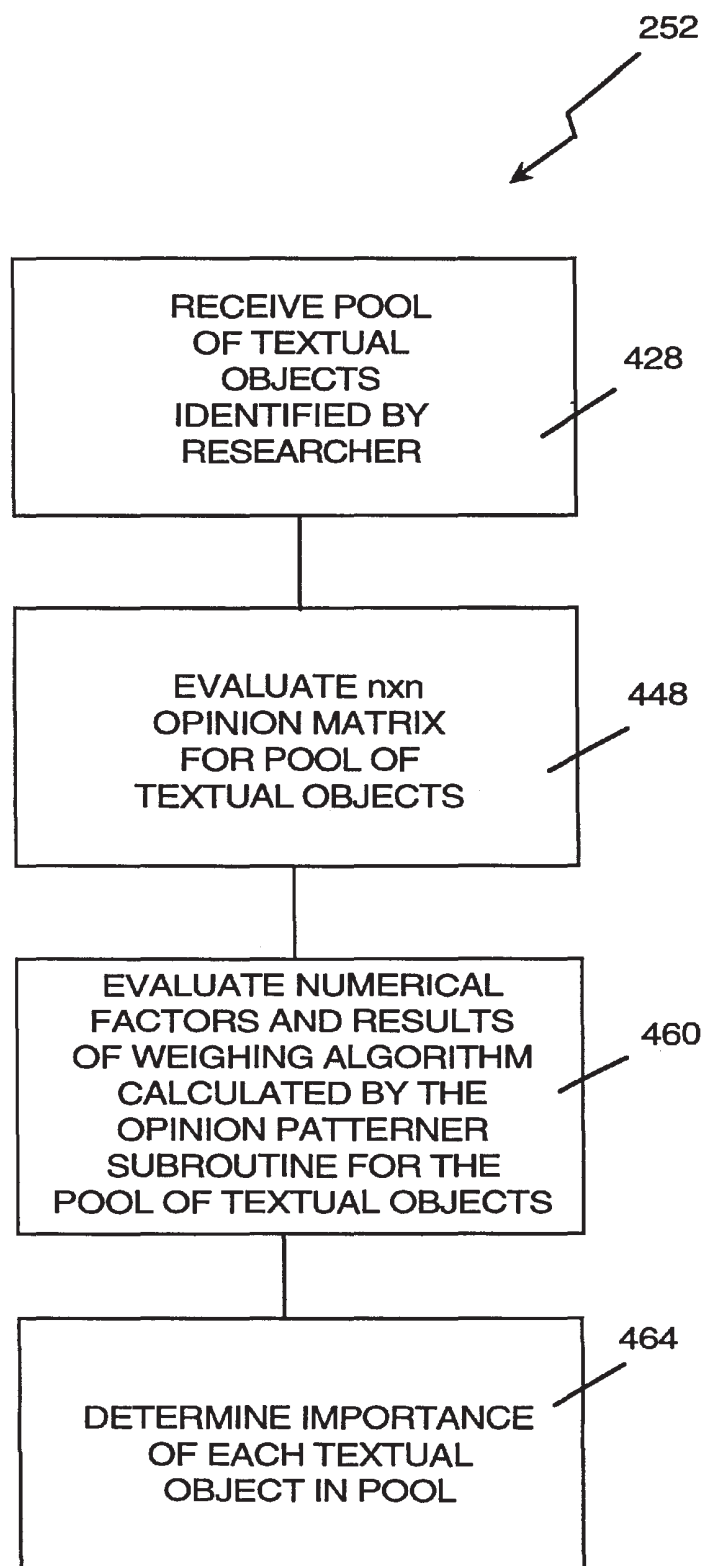 252
RECEIVE POOL
OF TEXTUAL
OBJECTS
IDENTIFIED BY
RESEARCHER
428
EVALUATE nxn
OPINION MATRIX
FOR POOL OF
TEXTUAL OBJECTS
448
EVALUATE NUMERICAL
FACTORS AND RESULTS
OF WEIGHING ALGORITHM
CALCULATED BY THE
OPINION PATTERNER
SUBROUTINE FOR THE
POOL OF TEXTUAL OBJECTS
460
DETERMINE IMPORTANCE
OF EACH TEXTUAL
OBJECT IN POOL
464